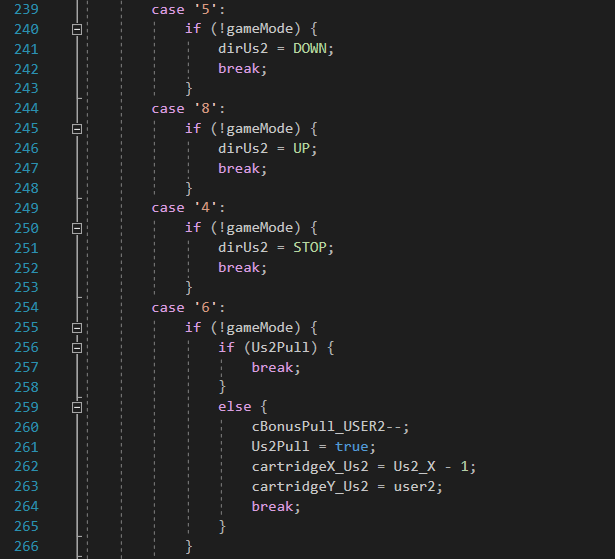 239 case '5':
240 if (!gameMode) {
241 dirUs2 = DOWN;
242 break;
243 }
244 case '8':
245 if (!gameMode) {
246 dirUs2 = UP;
247 break;
248 }
249 case '4':
250 if (!gameMode) {
251 dirUs2 = STOP;
252 break;
253 }
254 case '6':
255 if (!gameMode) {
256 if (Us2Pull) {
257 break;
258 }
259 else {
260 cBonusPull_USER2--;
261 Us2Pull = true;
262 cartridgeX_Us2 = Us2_X - 1;
263 cartridgeY_Us2 = user2;
264 break;
265 }
266 }